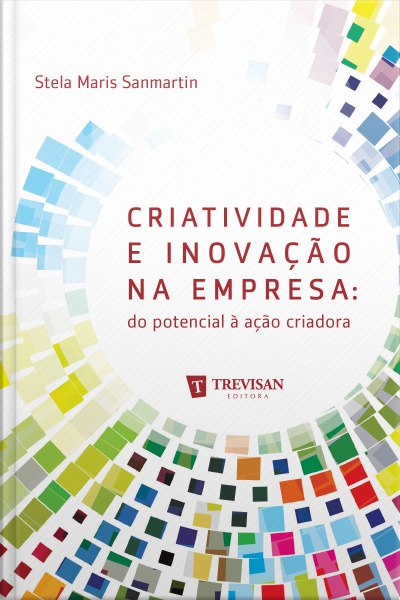 Stela Maris Sanmartin
CRIATIVIDADE
E INOVAÇÃO
NA EMPRESA:
do potencial à ação criadora
T TREVISAN
EDITORA